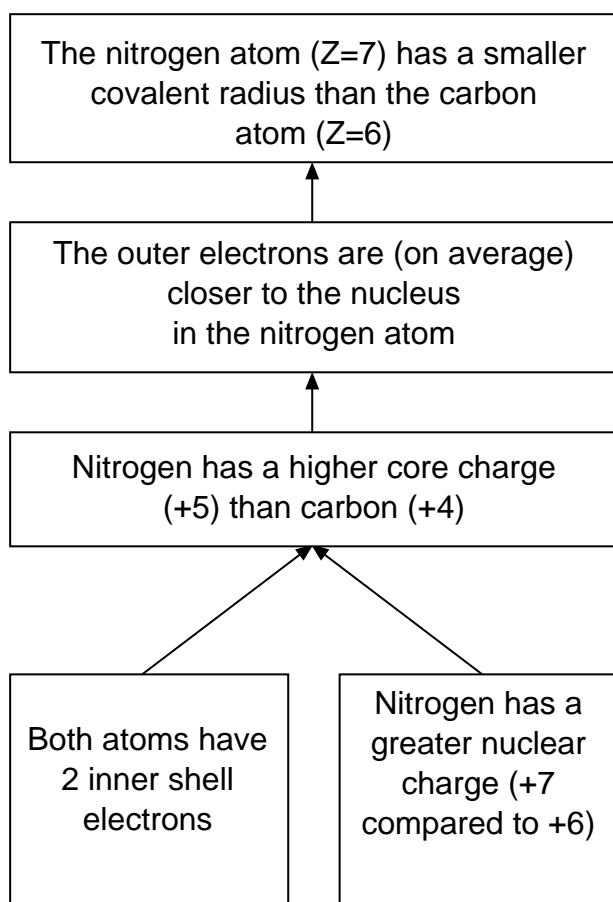 The nitrogen atom (Z=7) has a smaller
covalent radius than the carbon
atom (Z=6)
The outer electrons are (on average)
closer to the nucleus
in the nitrogen atom
Nitrogen has a higher core charge
(+5) than carbon (+4)
Both atoms have
2 inner shell
electrons
Nitrogen has a
greater nuclear
charge (+7
compared to +6)